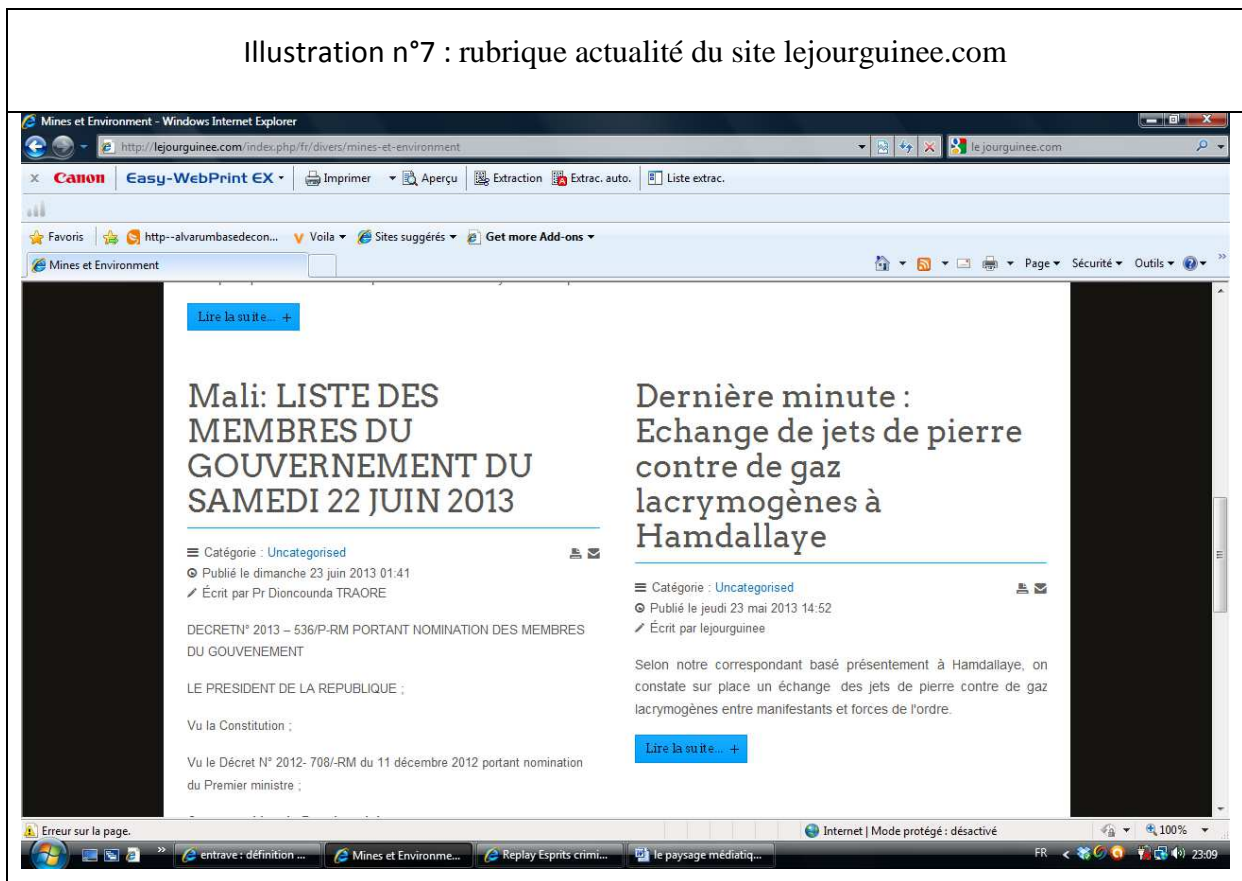 Illustration n°7 : rubrique actualité du site lejourguinee.com
Mines et Environment - Windows Internet Explorer
http://lejourguinee.com/index.php/fr/divers/mines-et-environment
le jourguinee.com
x Canon Easy-WebPrint EX Imprimer Aperçu Extraction Extrac. auto. Liste extrac.
Favoris http--alvarumbasedecon... Voila Sites suggérés Get more Add-ons
Mines et Environment
Page Sécurité Outils
Lire la suite... +
Mali: LISTE DES
MEMBRES DU
GOUVERNEMENT DU
SAMEDI 22 JUIN 2013
Catégorie : Uncategorised
Publié le dimanche 23 juin 2013 01:41
Écrit par Pr Dioncounda TRAORE
DECRETN° 2013 – 536/P-RM PORTANT NOMINATION DES MEMBRES
DU GOUVENEMENT
LE PRESIDENT DE LA REPUBLIQUE ;
Vu la Constitution ;
Vu le Décret N° 2012- 708/-RM du 11 décembre 2012 portant nomination
du Premier ministre ;
Dernière minute :
Echange de jets de pierre
contre de gaz
lacrymogènes à
Hamdallaye
Catégorie : Uncategorised
Publié le jeudi 23 mai 2013 14:52
Écrit par lejourguinee
Selon notre correspondant basé présentement à Hamdallaye, on
constate sur place un échange des jets de pierre contre de gaz
lacrymogènes entre manifestants et forces de l'ordre.
Lire la suite... +
Erreur sur la page.
Internet | Mode protégé : désactivé
100%
entrave : définition ...
Mines et Environme...
Replay Esprits crimi...
le paysage médiatiq...
FR
23:09